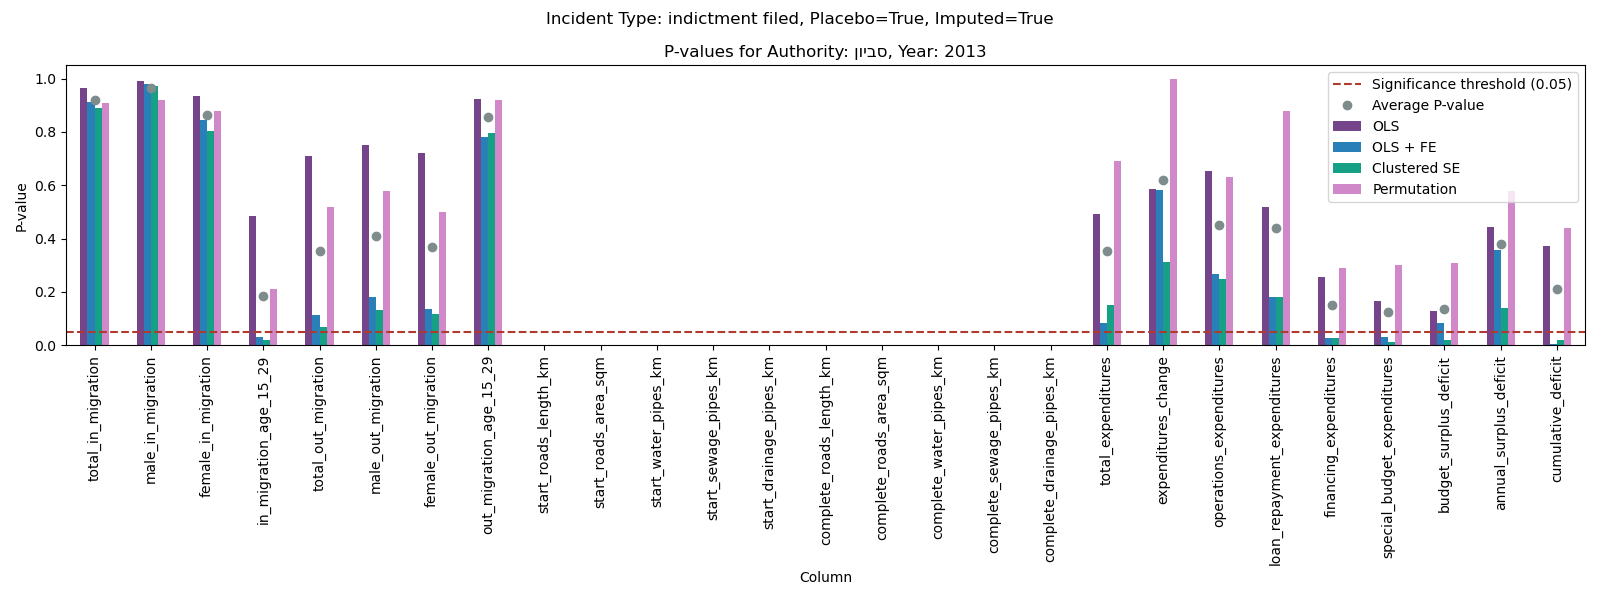 Incident Type: indictment filed, Placebo=True, Imputed=True
P-values for Authority: סביון, Year: 2013
P-value
1.0
0.8
0.6
0.4
0.2
0.0
Significance threshold (0.05)
Average P-value
OLS
OLS + FE
Clustered SE
Permutation
total_in_migration
male_in_migration
female_in_migration
in_migration_age_15_29
total_out_migration
male_out_migration
female_out_migration
out_migration_age_15_29
start_roads_length_km
start_roads_area_sqm
start_water_pipes_km
start_sewage_pipes_km
start_drainage_pipes_km
complete_roads_length_km
complete_roads_area_sqm
complete_water_pipes_km
complete_sewage_pipes_km
complete_drainage_pipes_km
total_expenditures
expenditures_change
operations_expenditures
loan_repayment_expenditures
financing_expenditures
special_budget_expenditures
budget_surplus_deficit
annual_surplus_deficit
cumulative_deficit
Column